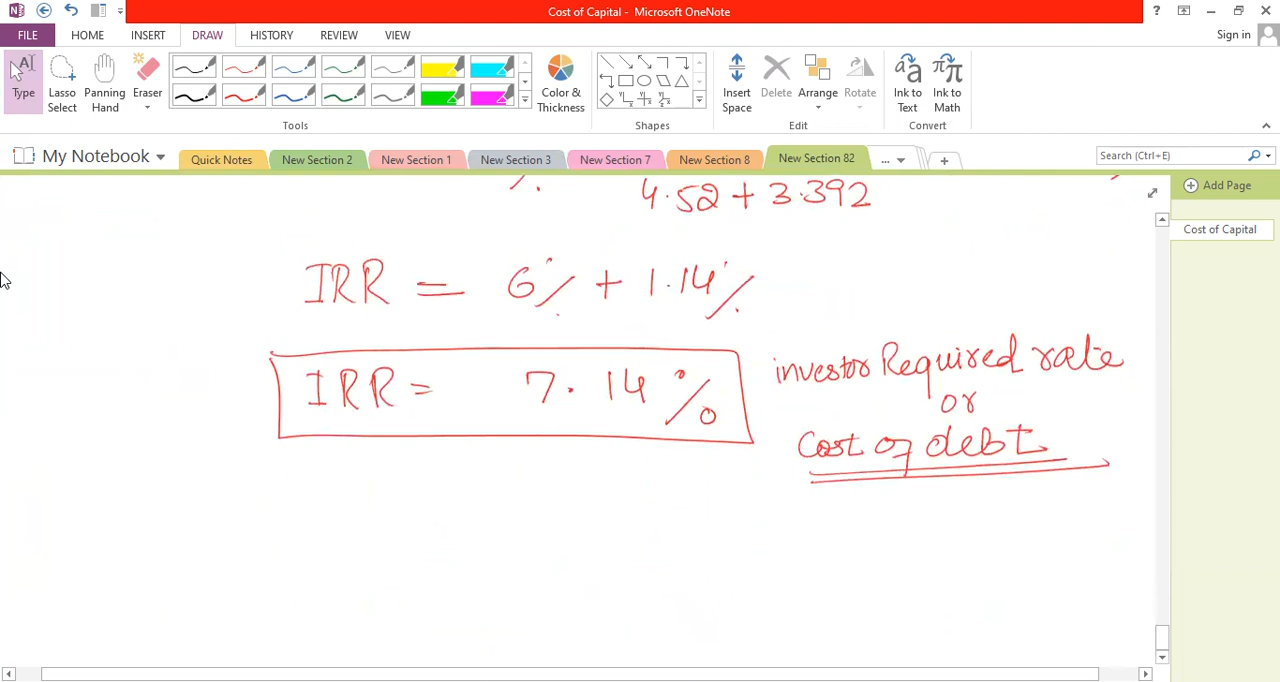 Cost of Capital - Microsoft OneNote
?
FILE HOME INSERT DRAW HISTORY REVIEW VIEW
Sign in
Type
Lasso Select
Panning Hand
Eraser
Color & Thickness
Insert Space
Delete
Arrange
Rotate
Ink to Text
Ink to Math
Tools
Shapes
Edit
Convert
My Notebook
Quick Notes
New Section 2
New Section 1
New Section 3
New Section 7
New Section 8
New Section 82
...
Search (Ctrl+E)
Add Page
Cost of Capital
4.52 + 3.392
IRR = 6% + 1.14%
IRR = 7.14%
investor Required rate
or
Cost of debt